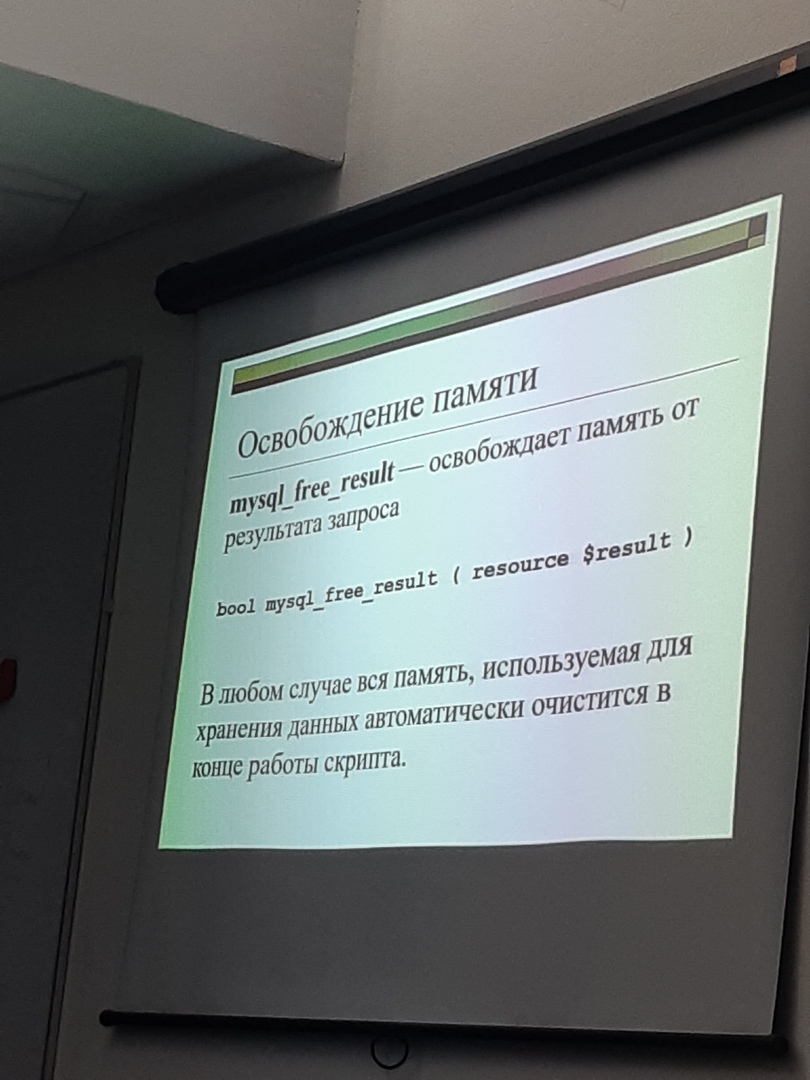 Освобождение памяти
mysql_free_result — освобождает память от
результата запроса
bool mysql_free_result ( resource $result )
В любом случае вся память, используемая для
хранения данных автоматически очистится в
конце работы скрипта.